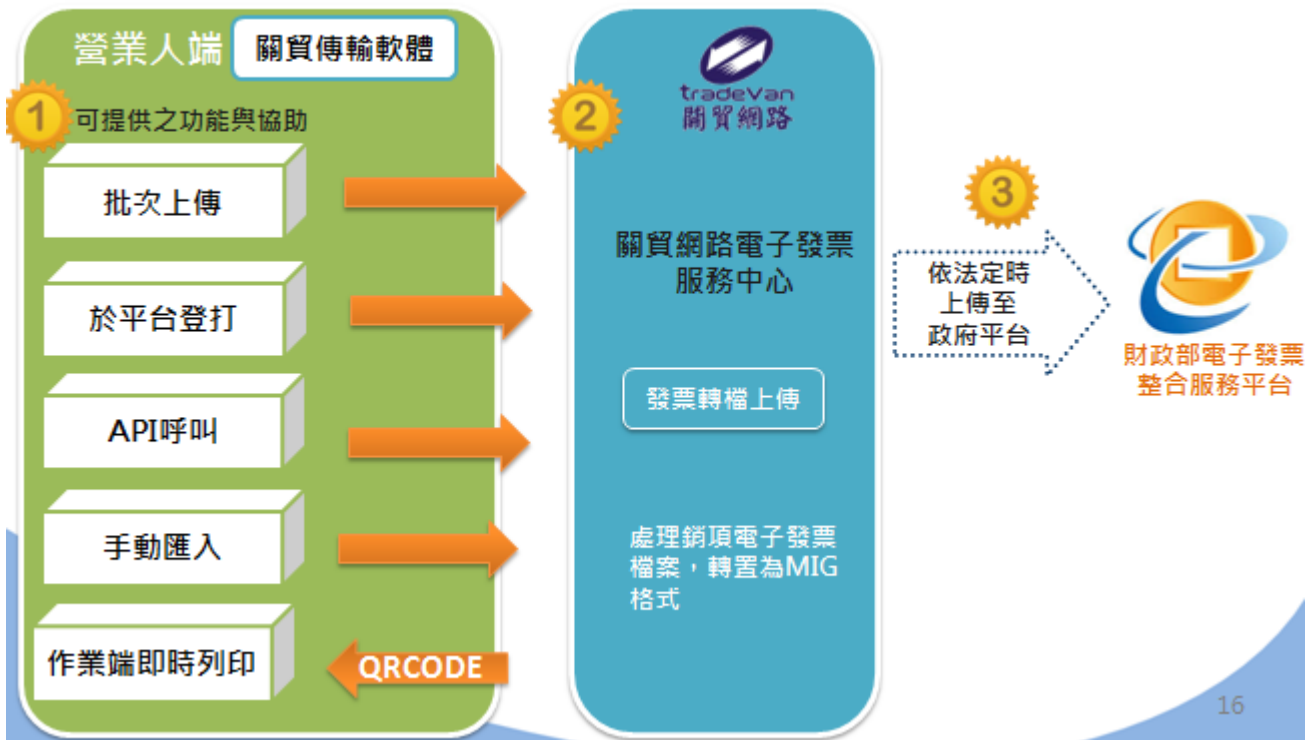 營業人端
關貿傳輸軟體
1
可提供之功能與協助
批次上傳
於平台登打
API呼叫
手動匯入
作業端即時列印
QRCODE
2
tradeVan
關貿網路
關貿網路電子發票
服務中心
發票轉檔上傳
處理銷項電子發票
檔案，轉置為MIG
格式
3
依法定時
上傳至
政府平台
財政部電子發票
整合服務平台
16